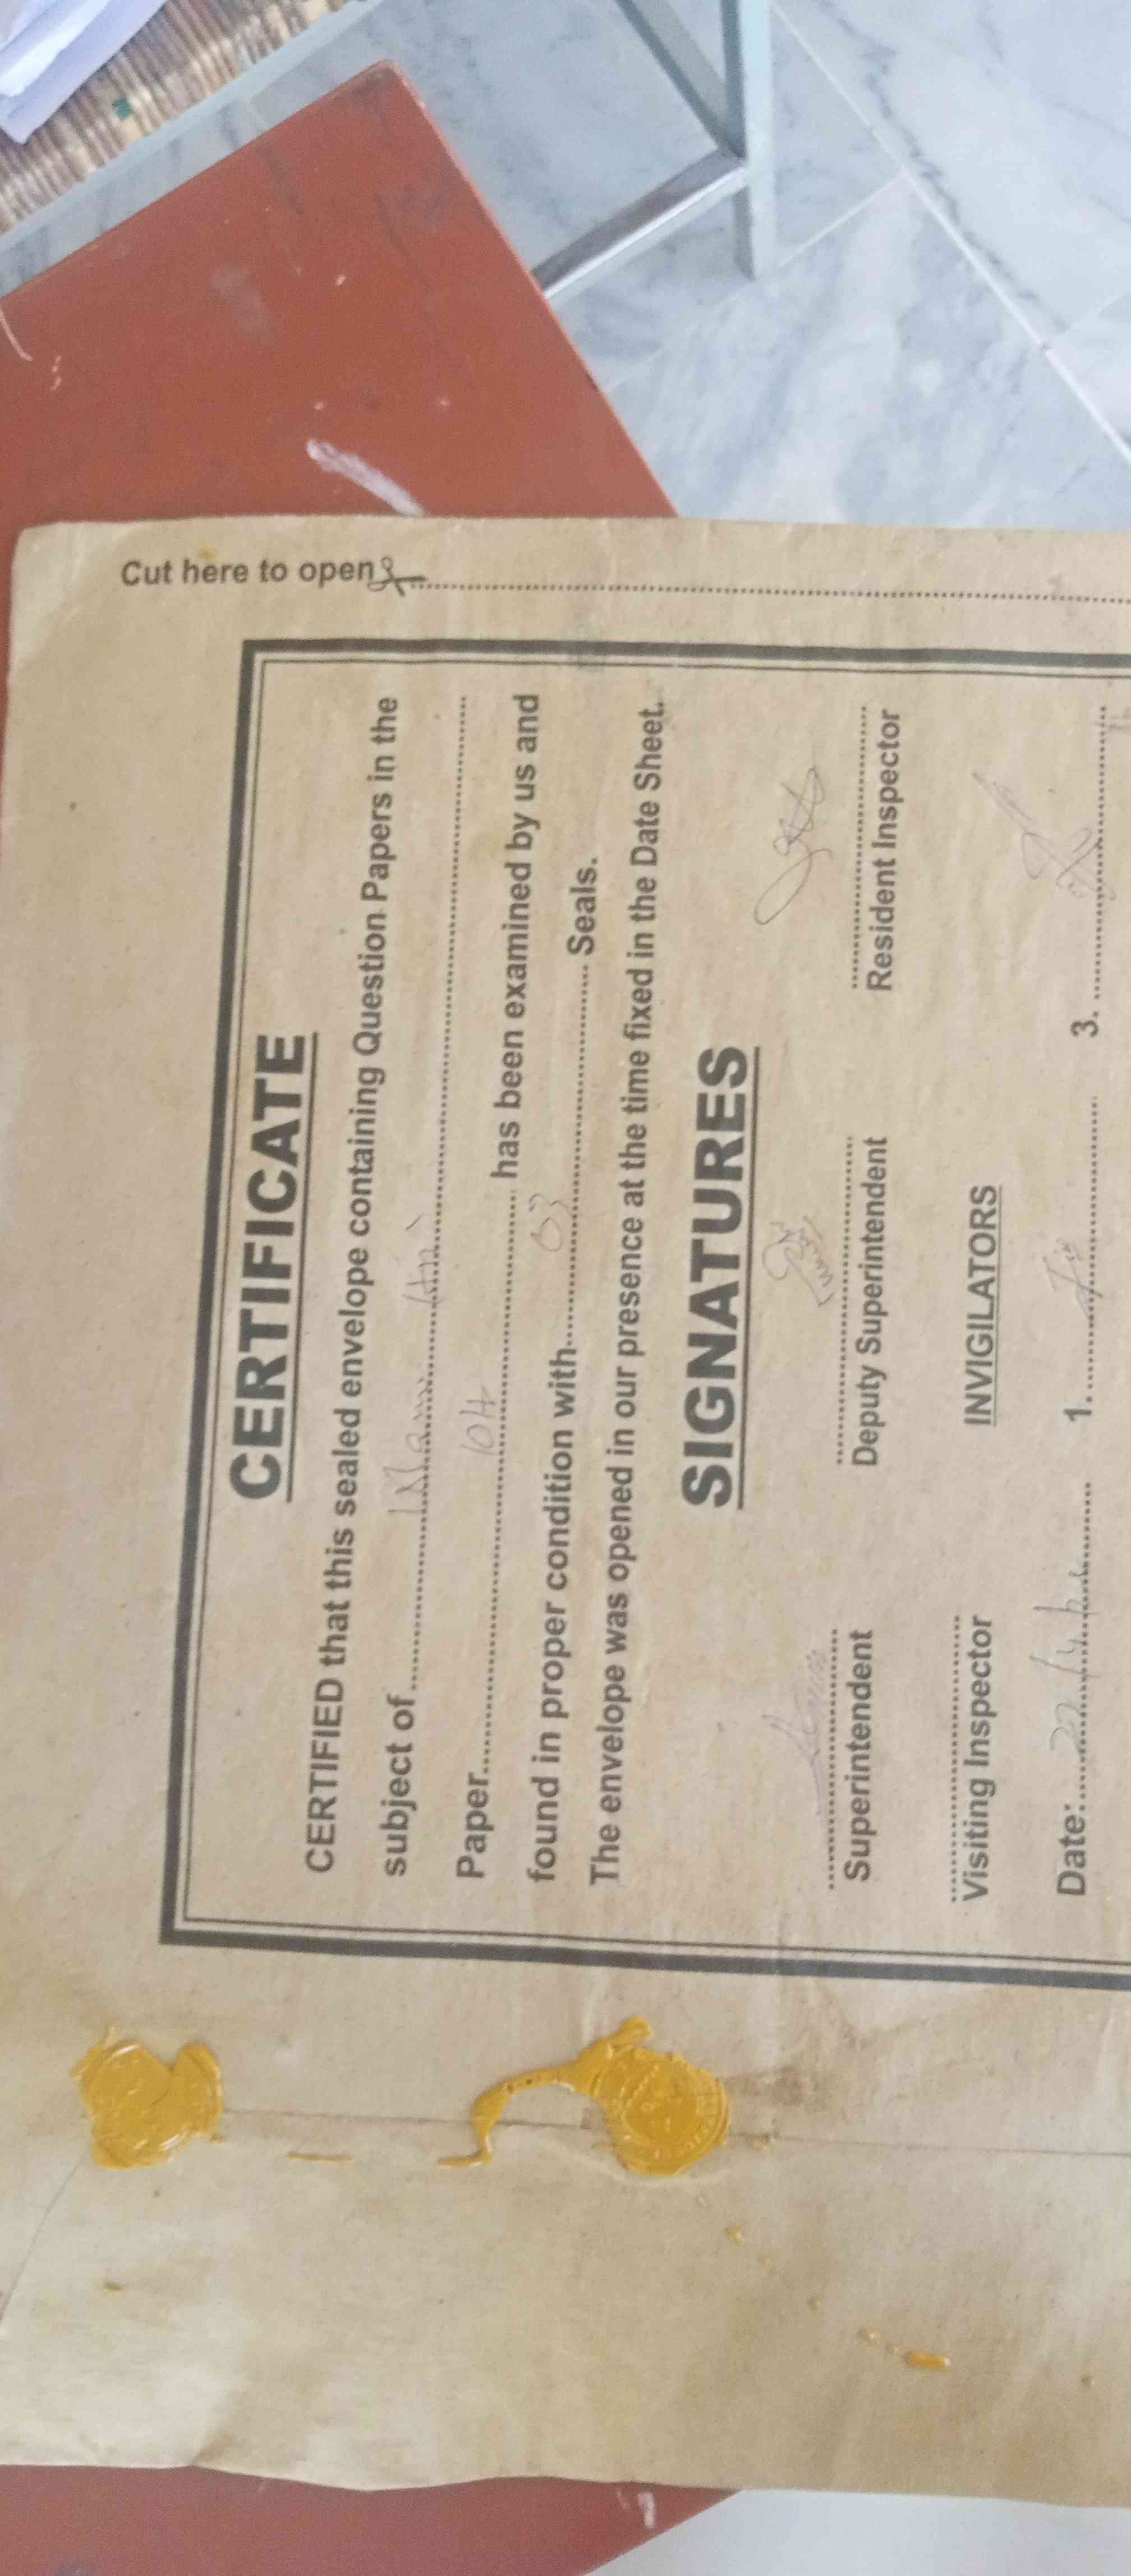 Cut here to open
CERTIFICATE
CERTIFIED that this sealed envelope containing Question Papers in the
subject of....................
Paper..........10th.......... has been examined by us and
found in proper condition with..........03.......... Seals.
The envelope was opened in our presence at the time fixed in the Date Sheet.
SIGNATURES
Superintendent Deputy Superintendent Resident Inspector
Visiting Inspector INVIGILATORS
Date:.......... 1. .......... 3. ..........